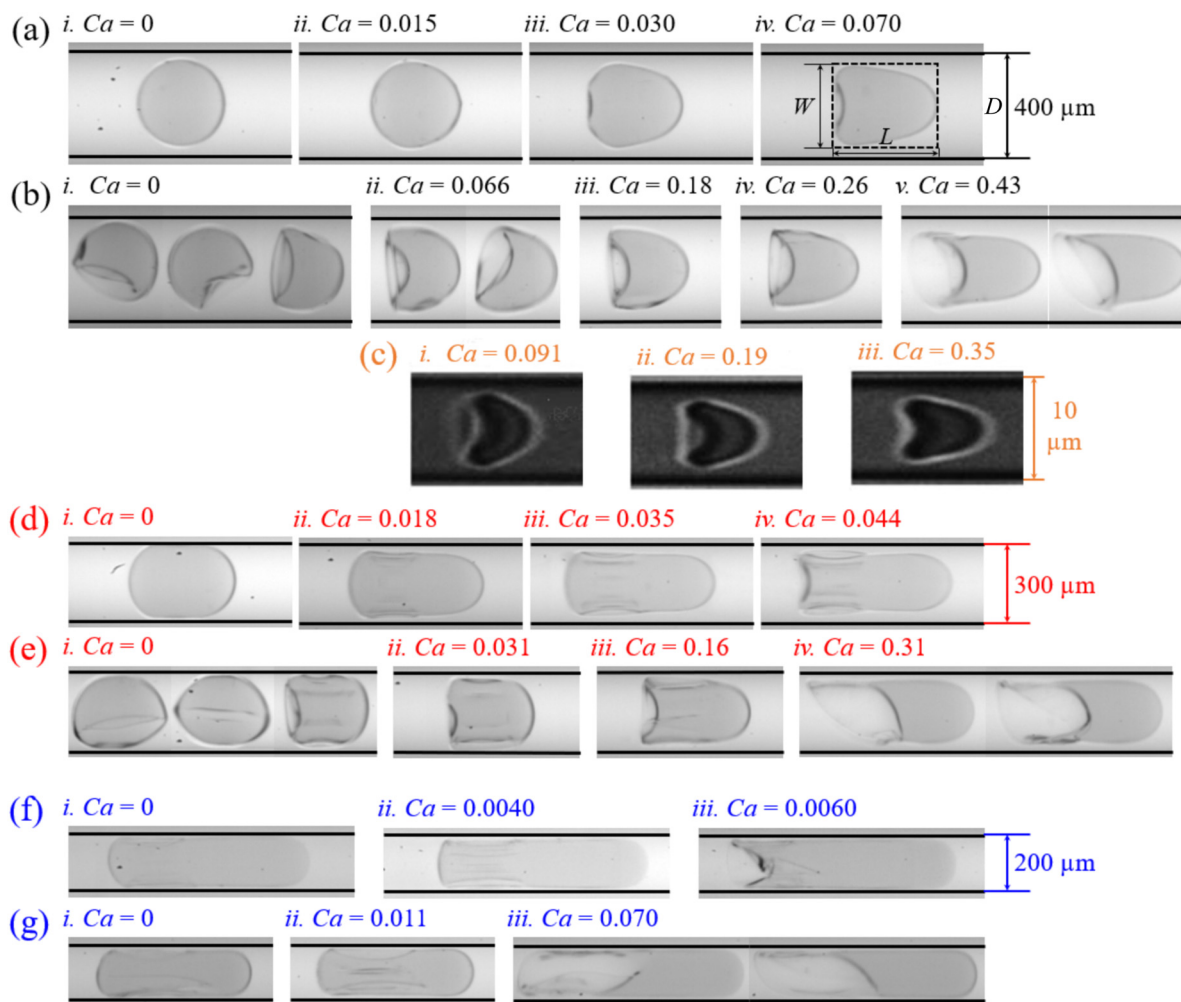 (a) i. Ca = 0 ii. Ca = 0.015 iii. Ca = 0.030 iv. Ca = 0.070
W L D 400 µm
(b) i. Ca = 0 ii. Ca = 0.066 iii. Ca = 0.18 iv. Ca = 0.26 v. Ca = 0.43
(c) i. Ca = 0.091 ii. Ca = 0.19 iii. Ca = 0.35
10
µm
(d) i. Ca = 0 ii. Ca = 0.018 iii. Ca = 0.035 iv. Ca = 0.044
300 µm
(e) i. Ca = 0 ii. Ca = 0.031 iii. Ca = 0.16 iv. Ca = 0.31
(f) i. Ca = 0 ii. Ca = 0.0040 iii. Ca = 0.0060
200 µm
(g) i. Ca = 0 ii. Ca = 0.011 iii. Ca = 0.070